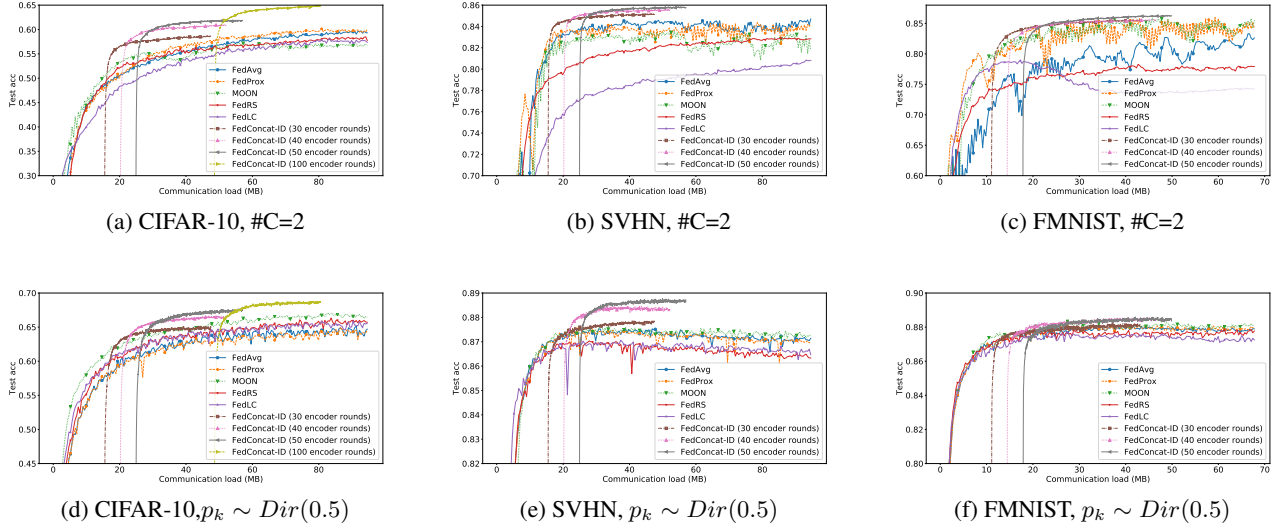 0.65
0.60
0.55
0.50
0.45
0.40
0.35
0.30
Test acc
0 20 40 60 80
Communication load (MB)
FedAvg
FedProx
MOON
FedRS
FedLC
FedConcat-ID (30 encoder rounds)
FedConcat-ID (40 encoder rounds)
FedConcat-ID (50 encoder rounds)
FedConcat-ID (100 encoder rounds)
(a) CIFAR-10, #C=2
0.86
0.84
0.82
0.80
0.78
0.76
0.74
0.72
0.70
Test acc
0 20 40 60 80
Communication load (MB)
FedAvg
FedProx
MOON
FedRS
FedLC
FedConcat-ID (30 encoder rounds)
FedConcat-ID (40 encoder rounds)
FedConcat-ID (50 encoder rounds)
(b) SVHN, #C=2
0.85
0.80
0.75
0.70
0.65
0.60
Test acc
0 10 20 30 40 50 60 70
Communication load (MB)
FedAvg
FedProx
MOON
FedRS
FedLC
FedConcat-ID (30 encoder rounds)
FedConcat-ID (40 encoder rounds)
FedConcat-ID (50 encoder rounds)
(c) FMNIST, #C=2
0.70
0.65
0.60
0.55
0.50
0.45
Test acc
0 20 40 60 80
Communication load (MB)
FedAvg
FedProx
MOON
FedRS
FedLC
FedConcat-ID (30 encoder rounds)
FedConcat-ID (40 encoder rounds)
FedConcat-ID (50 encoder rounds)
FedConcat-ID (100 encoder rounds)
(d) CIFAR-10,p_k ∼ Dir(0.5)
0.89
0.88
0.87
0.86
0.85
0.84
0.83
0.82
Test acc
0 20 40 60 80
Communication load (MB)
FedAvg
FedProx
MOON
FedRS
FedLC
FedConcat-ID (30 encoder rounds)
FedConcat-ID (40 encoder rounds)
FedConcat-ID (50 encoder rounds)
(e) SVHN, p_k ∼ Dir(0.5)
0.90
0.88
0.86
0.84
0.82
0.80
Test acc
0 10 20 30 40 50 60 70
Communication load (MB)
FedAvg
FedProx
MOON
FedRS
FedLC
FedConcat-ID (30 encoder rounds)
FedConcat-ID (40 encoder rounds)
FedConcat-ID (50 encoder rounds)
(f) FMNIST, p_k ∼ Dir(0.5)